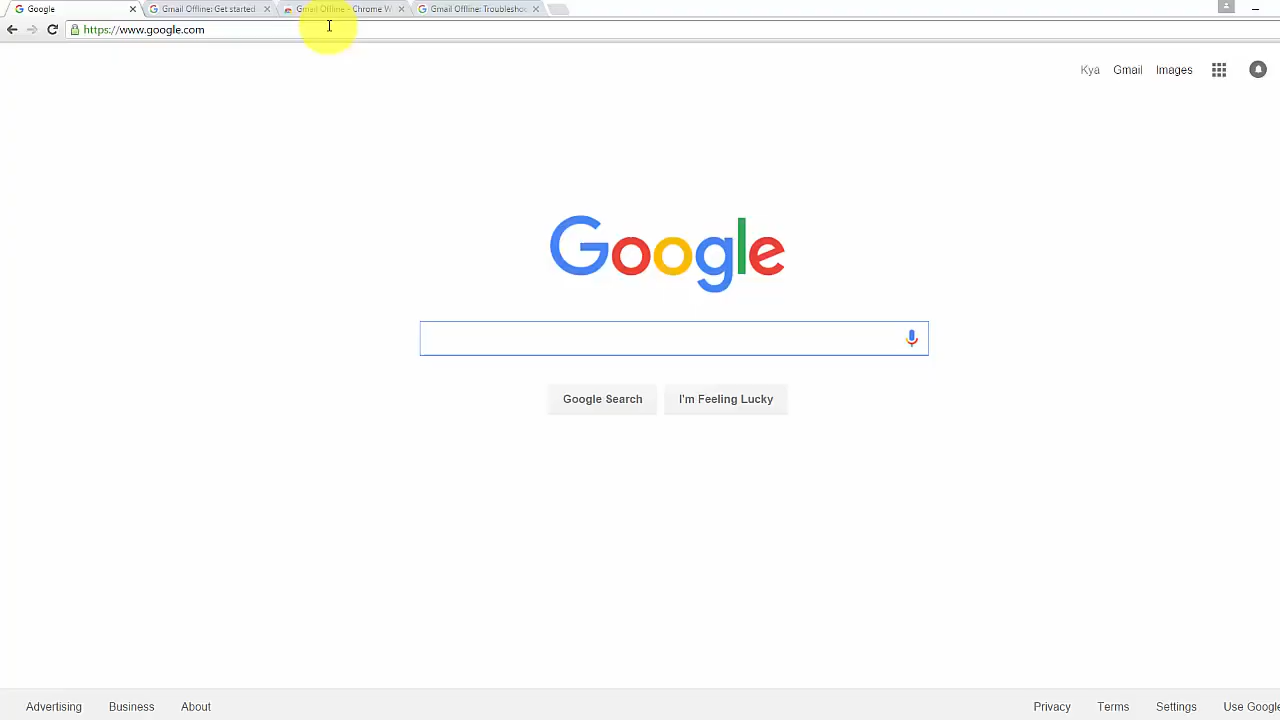 Google
Gmail Offline: Get started
Gmail Offline - Chrome W
Gmail Offline: Troublesho
https://www.google.com
Kya Gmail Images
Google
Google Search I'm Feeling Lucky
Advertising Business About Privacy Terms Settings Use Google